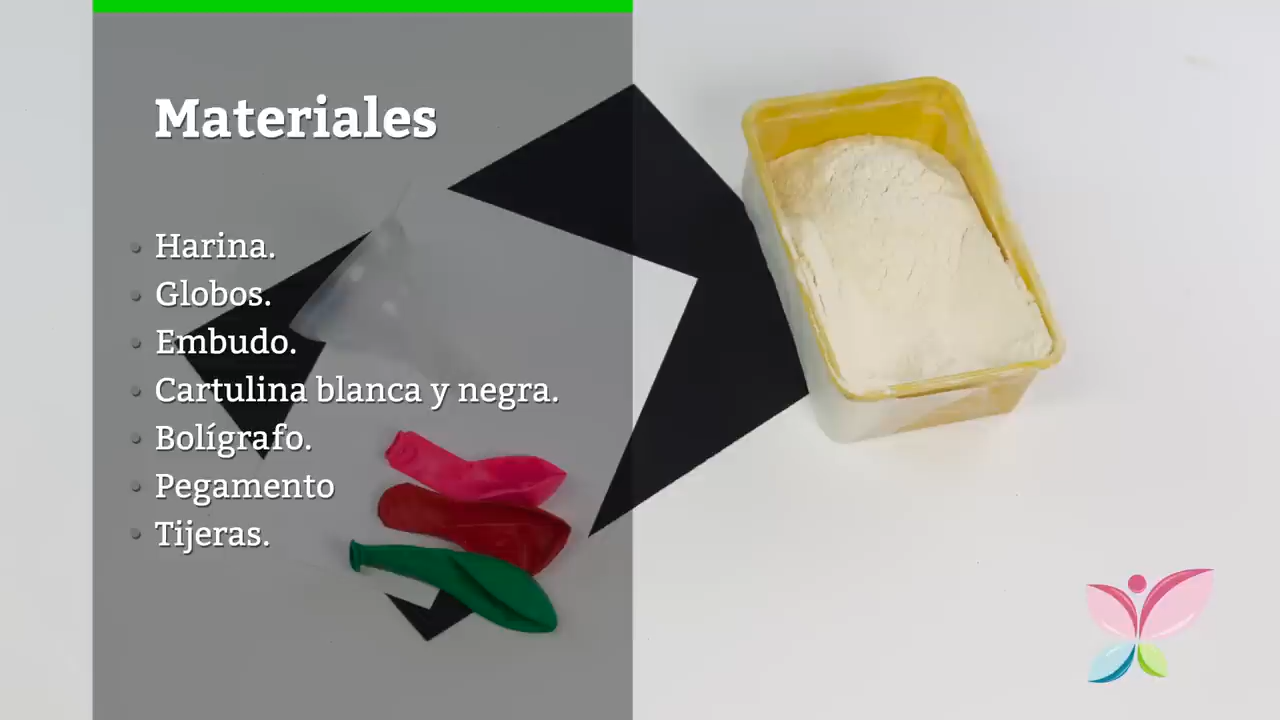 Materiales
• Harina.
• Globos.
• Embudo.
• Cartulina blanca y negra.
• Bolígrafo.
• Pegamento
• Tijeras.